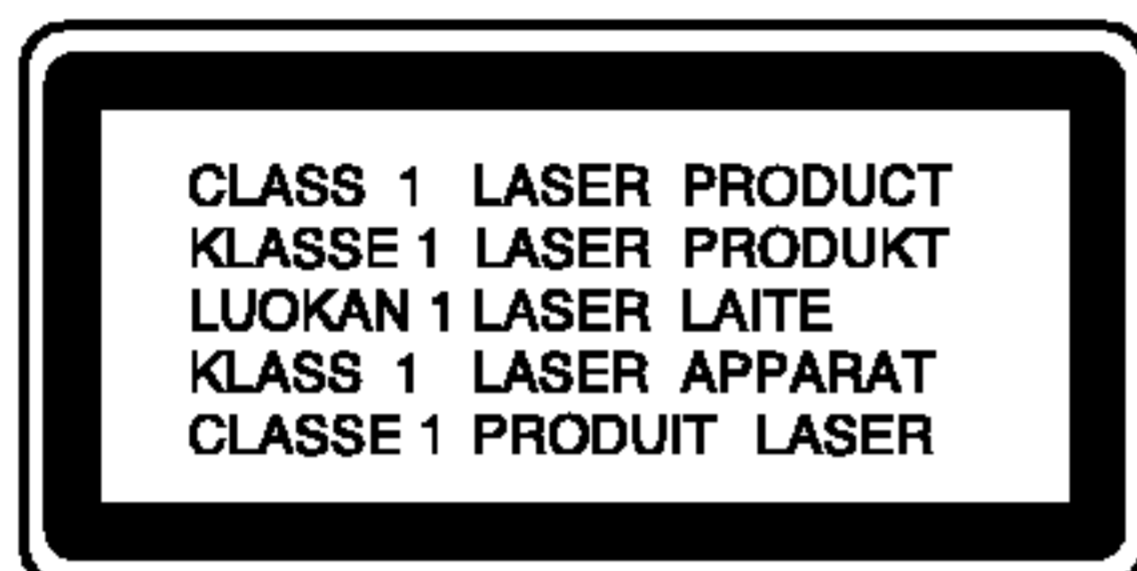 CLASS 1 LASER PRODUCT
KLASSE 1 LASER PRODUKT
LUOKAN 1 LASER LAITE
KLASS 1 LASER APPARAT
CLASSE 1 PRODUIT LASER